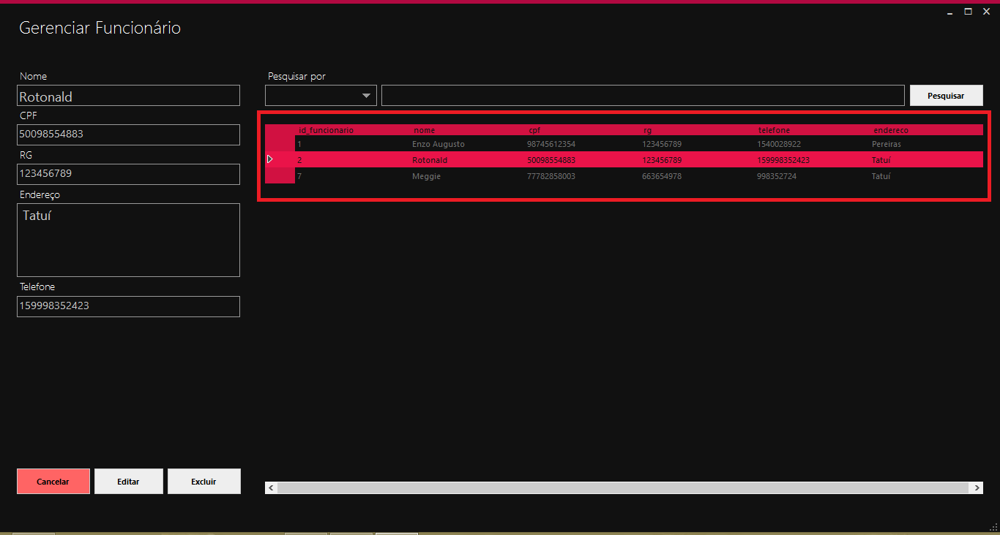 Gerenciar Funcionário
Nome
Rotonald
CPF
50098554883
RG
123456789
Endereço
Tatuí
Telefone
159998352423
Cancelar Editar Excluir
Pesquisar por
Pesquisar
id_funcionario nome cpf rg telefone endereco
1 Enzo Augusto 98745612354 123456789 1540028922 Pereiras
2 Rotonald 50098554883 123456789 159998352423 Tatuí
7 Meggie 77782858003 663654978 998352724 Tatuí